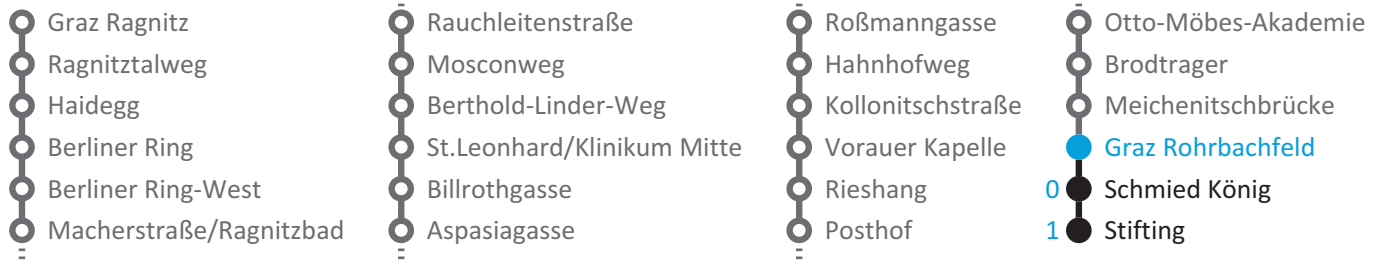 Graz Ragnitz
Ragnitztalweg
Haidegg
Berliner Ring
Berliner Ring-West
Macherstraße/Ragnitzbad
Rauchleitenstraße
Mosconweg
Berthold-Linder-Weg
St.Leonhard/Klinikum Mitte
Billrothgasse
Aspasiagasse
Roßmanngasse
Hahnhofweg
Kollonitschstraße
Vorauer Kapelle
Rieshang
Posthof
Otto-Möbes-Akademie
Brodtrager
Meichenitschbrücke
Graz Rohrbachfeld
0 Schmied König
1 Stifting